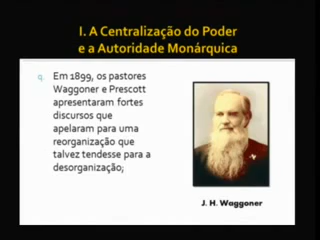 I. A Centralização do Poder
e a Autoridade Monárquica
q. Em 1899, os pastores
Waggoner e Prescott
apresentaram fortes
discursos que
apelaram para uma
reorganização que
talvez tendesse para a
desorganização;
J. H. Waggoner